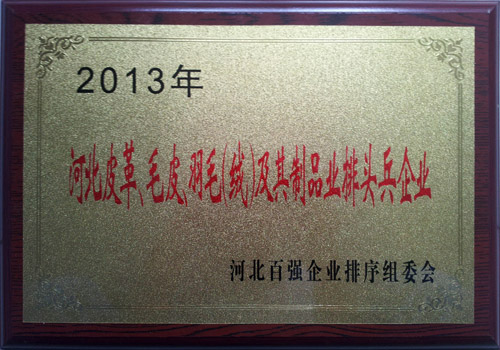 2013年
河北皮革、毛皮、羽毛(绒)及其制品业排头兵企业
河北百强企业排序组委会